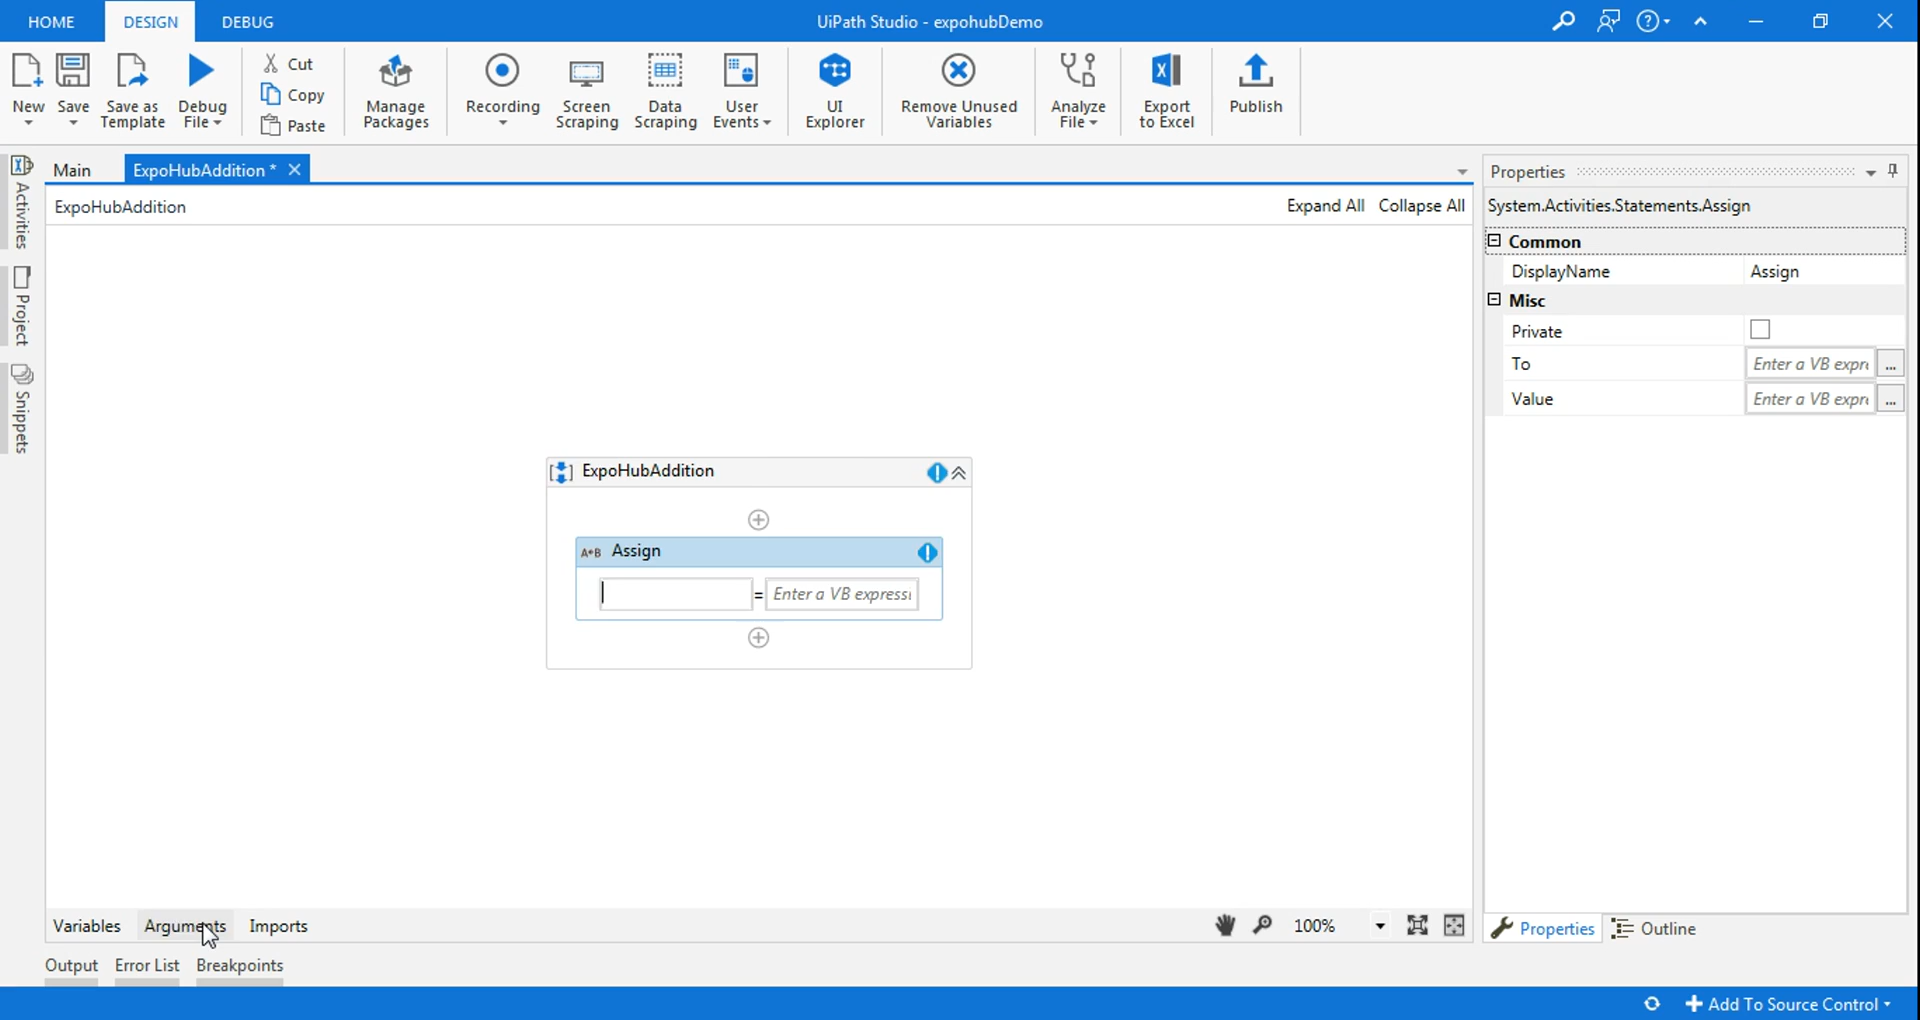 HOME DESIGN DEBUG UiPath Studio - expohubDemo
New Save Save as Template Debug File Cut Copy Paste Manage Packages Recording Screen Scraping Data Scraping User Events UI Explorer Remove Unused Variables Analyze File Export to Excel Publish
Activities
Project
Snippets
Main ExpoHubAddition *
ExpoHubAddition Expand All Collapse All
ExpoHubAddition
A*B Assign
= Enter a VB expressi
Properties
System.Activities.Statements.Assign
Common
DisplayName Assign
Misc
Private
To Enter a VB expre ...
Value Enter a VB expre ...
Variables Arguments Imports 100%
Properties Outline
Output Error List Breakpoints
Add To Source Control